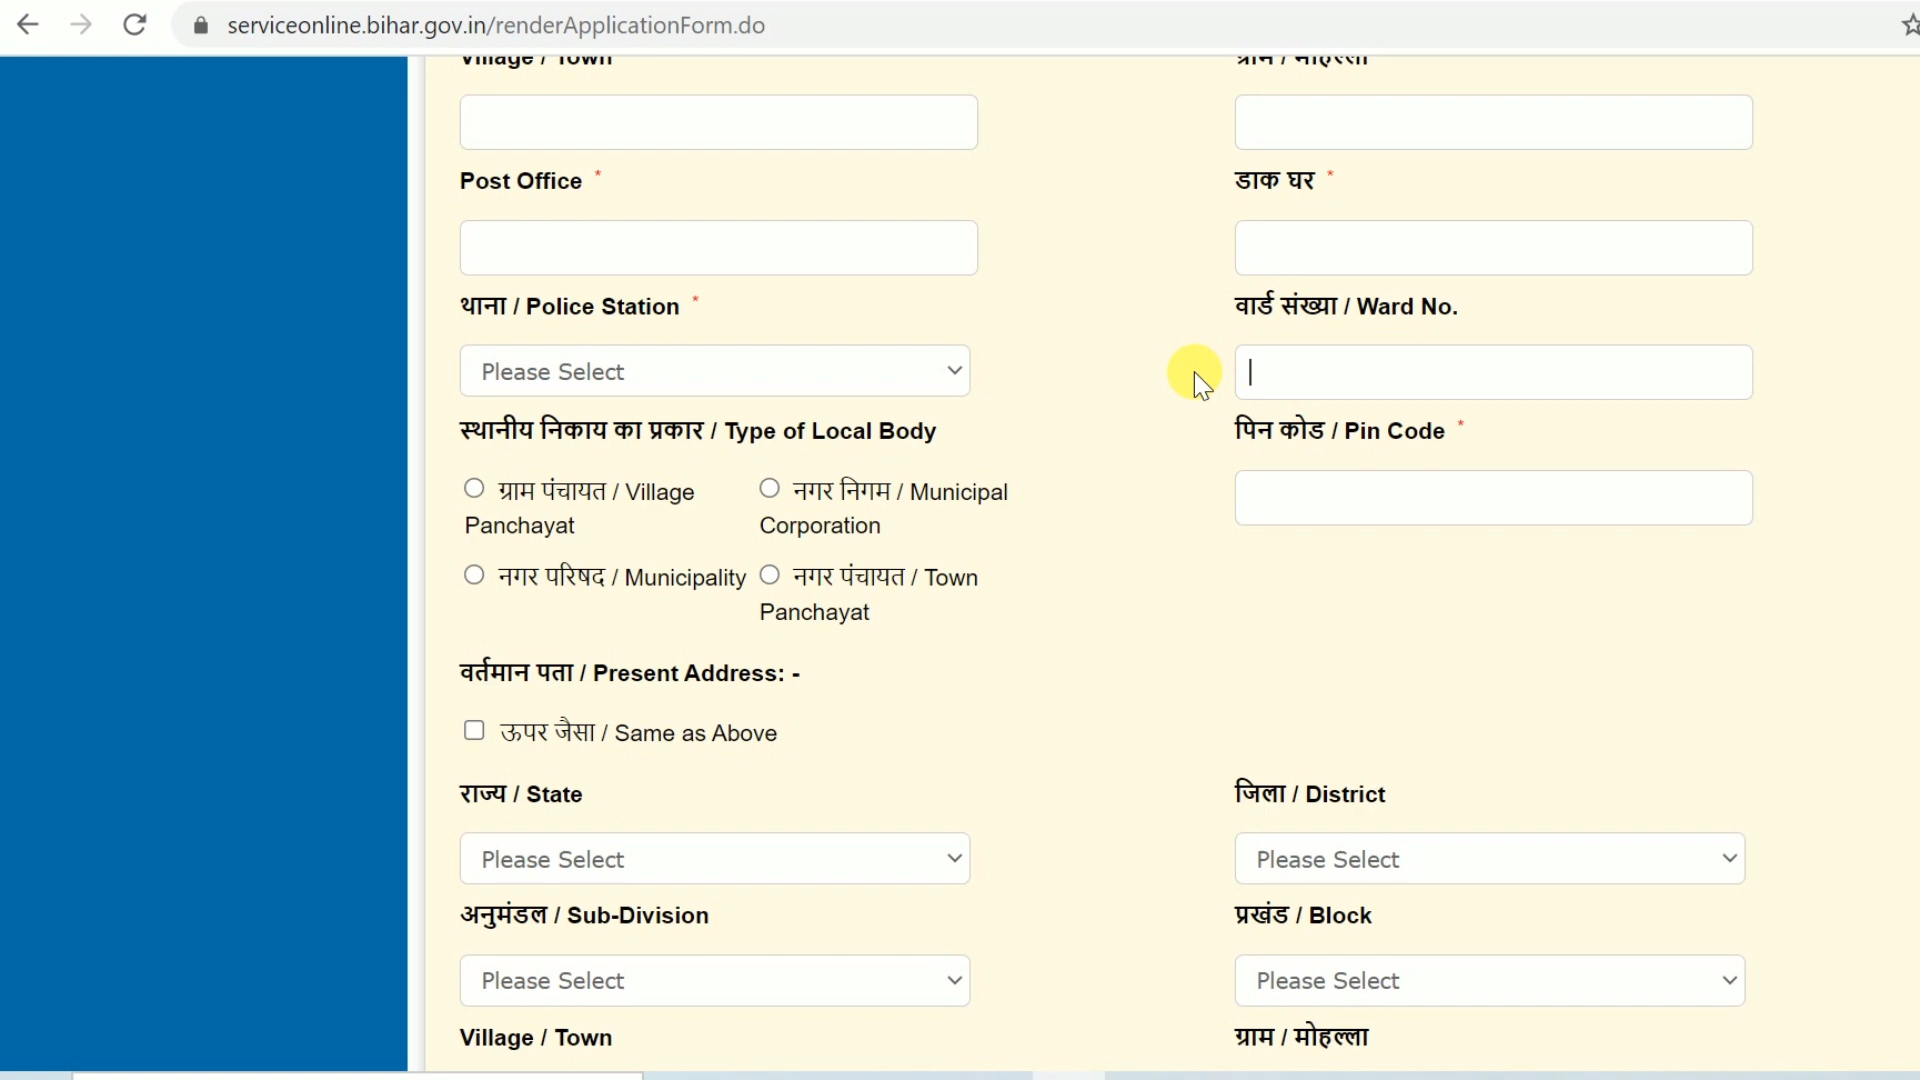 serviceonline.bihar.gov.in/renderApplicationForm.do
Village / Town
ग्राम / मोहल्ला
Post Office *
डाक घर *
थाना / Police Station *
वार्ड संख्या / Ward No.
Please Select
स्थानीय निकाय का प्रकार / Type of Local Body
पिन कोड / Pin Code *
ग्राम पंचायत / Village
Panchayat
नगर निगम / Municipal
Corporation
नगर परिषद / Municipality
नगर पंचायत / Town
Panchayat
वर्तमान पता / Present Address: -
ऊपर जैसा / Same as Above
राज्य / State
जिला / District
Please Select
Please Select
अनुमंडल / Sub-Division
प्रखंड / Block
Please Select
Please Select
Village / Town
ग्राम / मोहल्ला